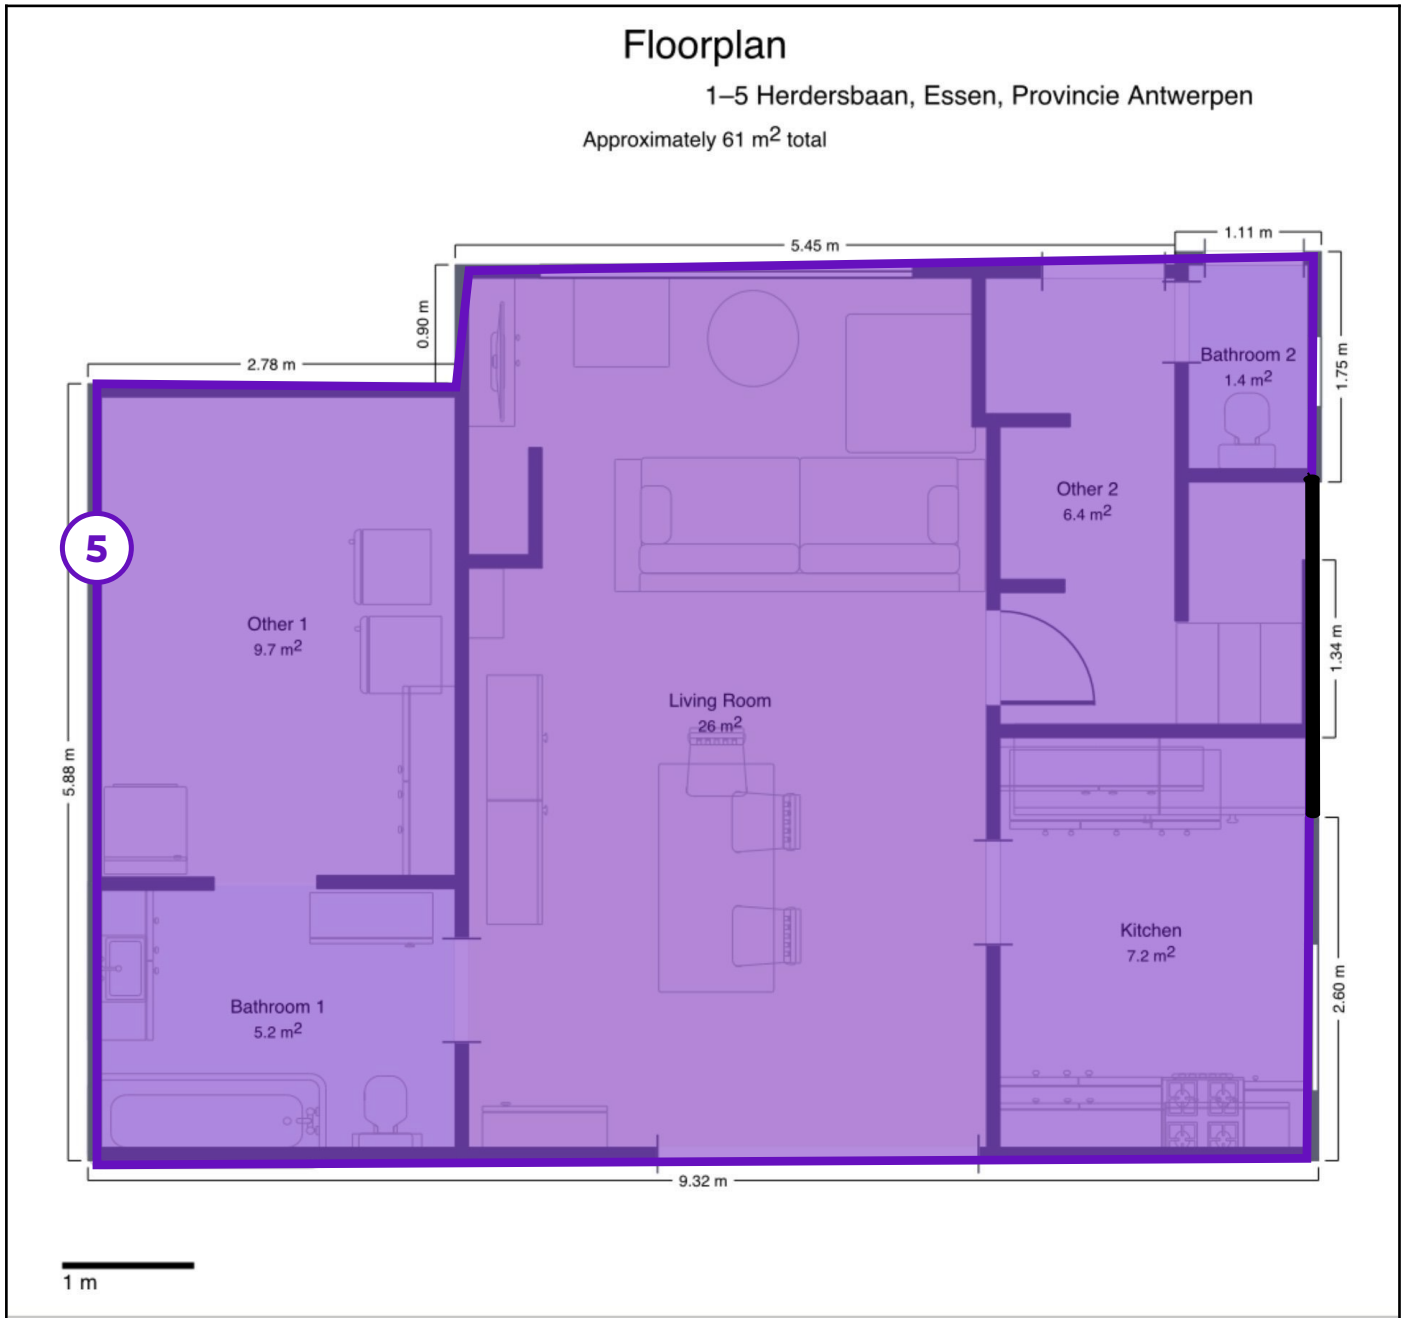 Floorplan
1–5 Herdersbaan, Essen, Provincie Antwerpen
Approximately 61 m² total
1.11 m
5.45 m
0.90 m
2.78 m
Bathroom 2
1.4 m²
1.75 m
Other 2
6.4 m²
5
Other 1
9.7 m²
1.34 m
Living Room
26 m²
5.88 m
Kitchen
7.2 m²
2.60 m
Bathroom 1
5.2 m²
9.32 m
1 m